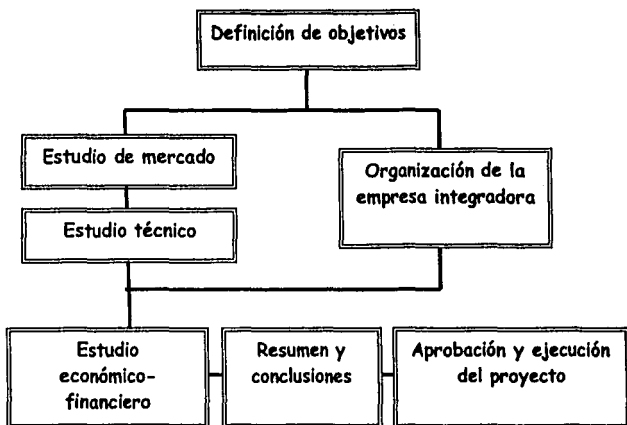 Definición de objetivos
Estudio de mercado
Estudio técnico
Organización de la
empresa integradora
Estudio
económico-
financiero
Resumen y
conclusiones
Aprobación y ejecución
del proyecto